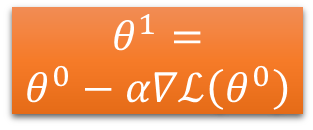 θ¹ =
θ⁰ − α∇ℒ(θ⁰)